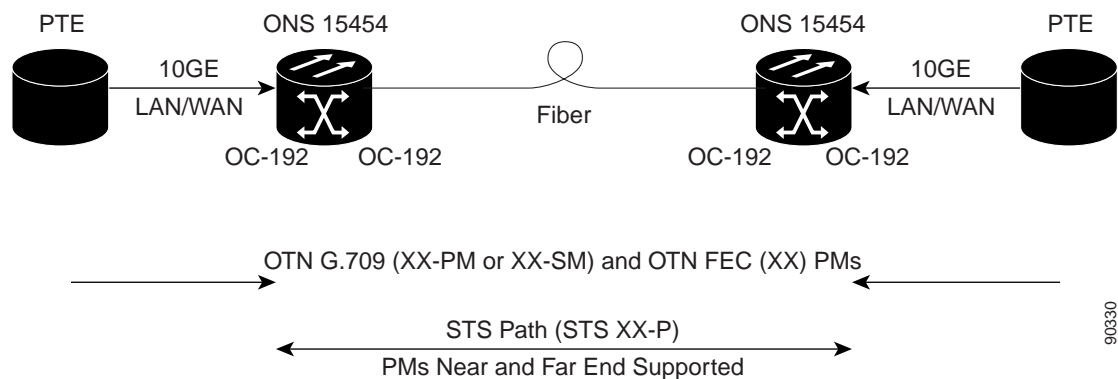 PTE
ONS 15454
ONS 15454
PTE
10GE
LAN/WAN
Fiber
10GE
LAN/WAN
OC-192
OC-192
OC-192
OC-192
OTN G.709 (XX-PM or XX-SM) and OTN FEC (XX) PMs
STS Path (STS XX-P)
PMs Near and Far End Supported
90330